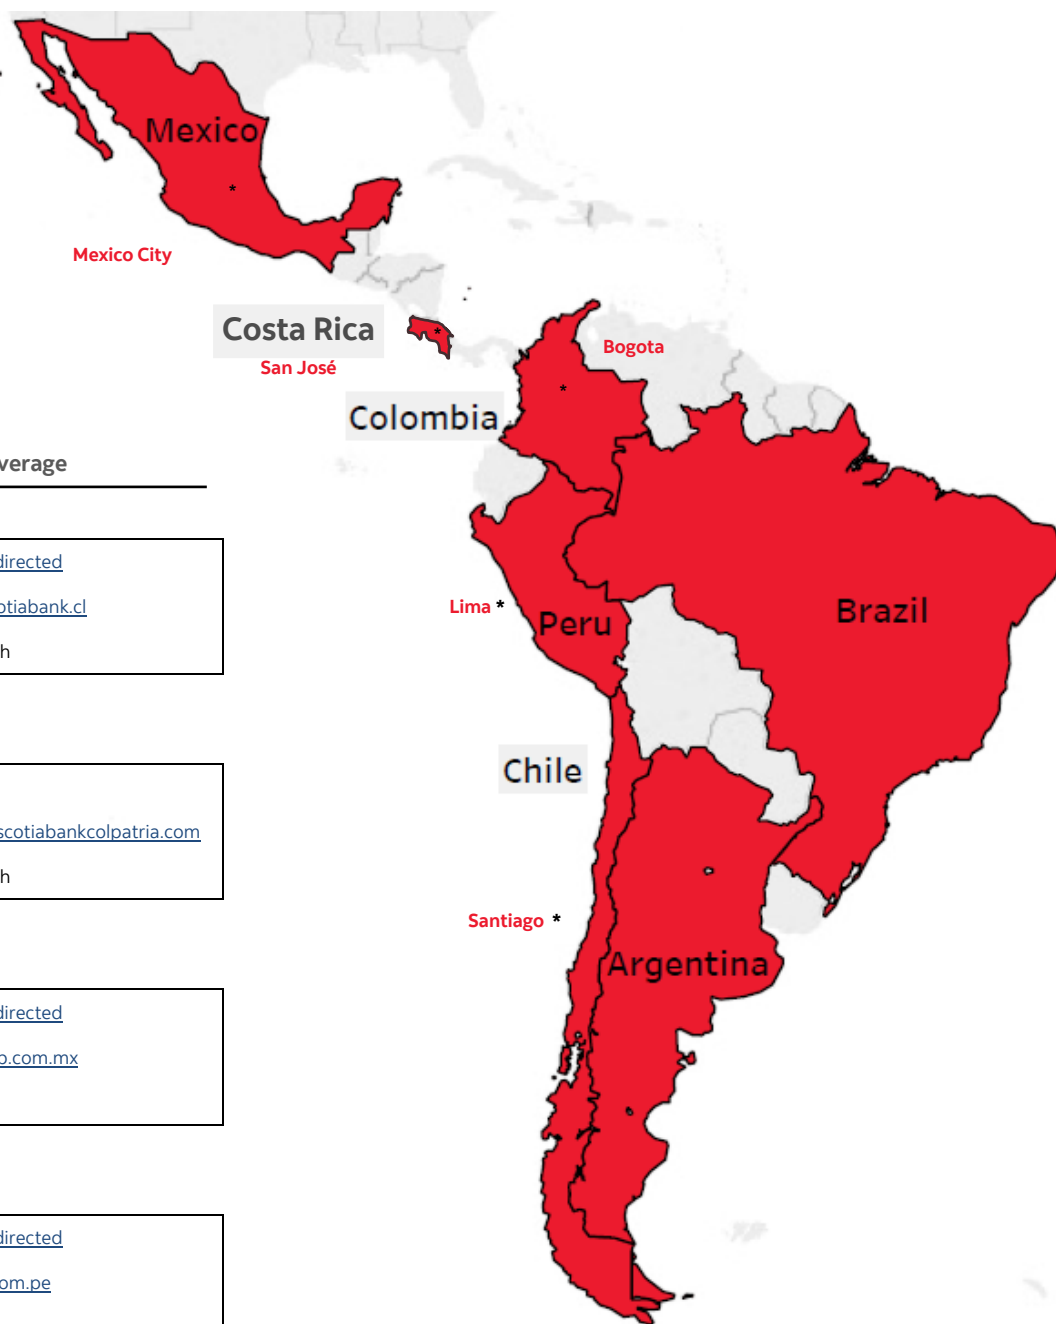 Mexico
*
Mexico City
Costa Rica
*
San José
Bogota
*
Colombia
verage
directed
otiabank.cl
h
Lima *
Peru
Brazil
Chile
scotiabankcolpatria.com
h
Santiago *
Argentina
directed
o.com.mx
directed
om.pe